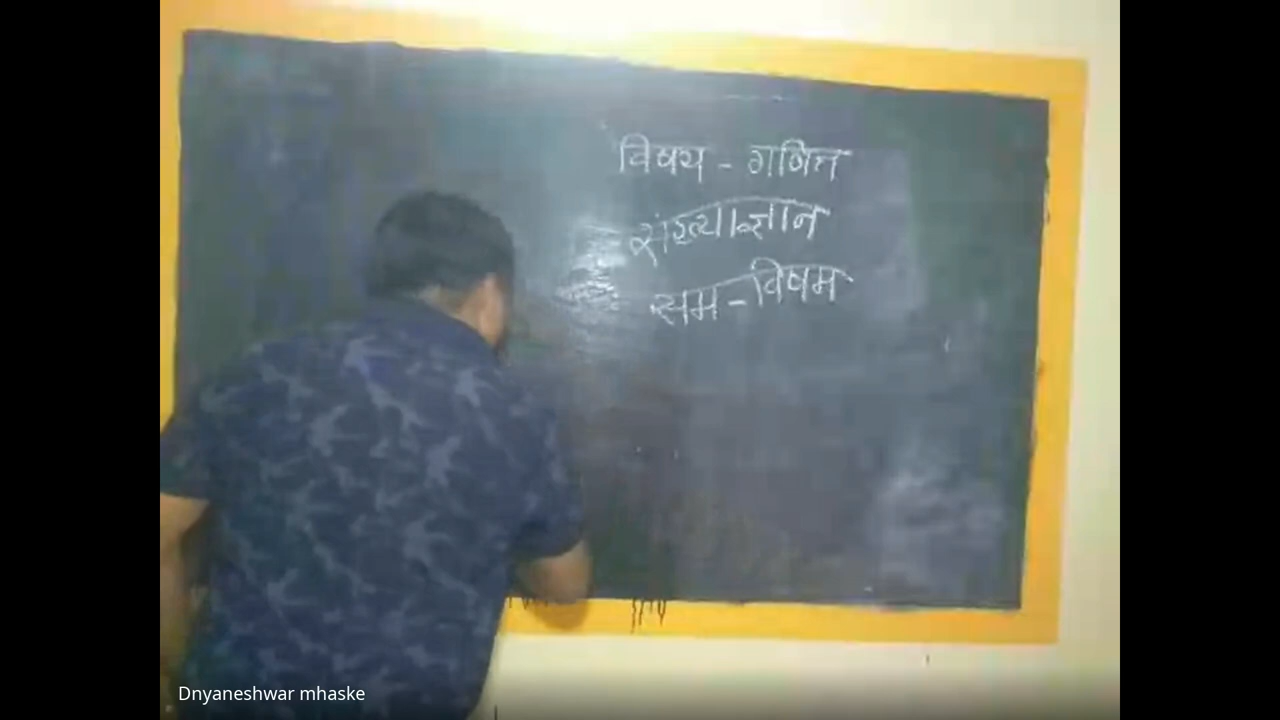 विषय - गणित
संख्याज्ञान
सम - विषम
Dnyaneshwar mhaske